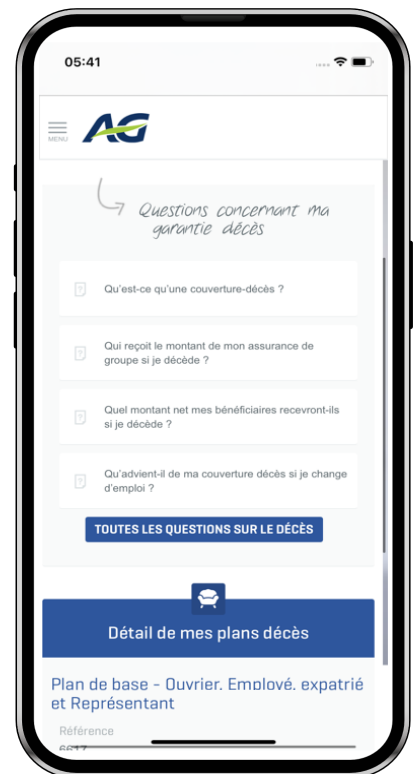 05:41
MENU
AG
Questions concernant ma
garantie décès
Qu'est-ce qu'une couverture-décès ?
Qui reçoit le montant de mon assurance de
groupe si je décède ?
Quel montant net mes bénéficiaires recevront-ils
si je décède ?
Qu'advient-il de ma couverture décès si je change
d'emploi ?
TOUTES LES QUESTIONS SUR LE DÉCÈS
Détail de mes plans décès
Plan de base - Ouvrier, Employé, expatrié
et Représentant
Référence